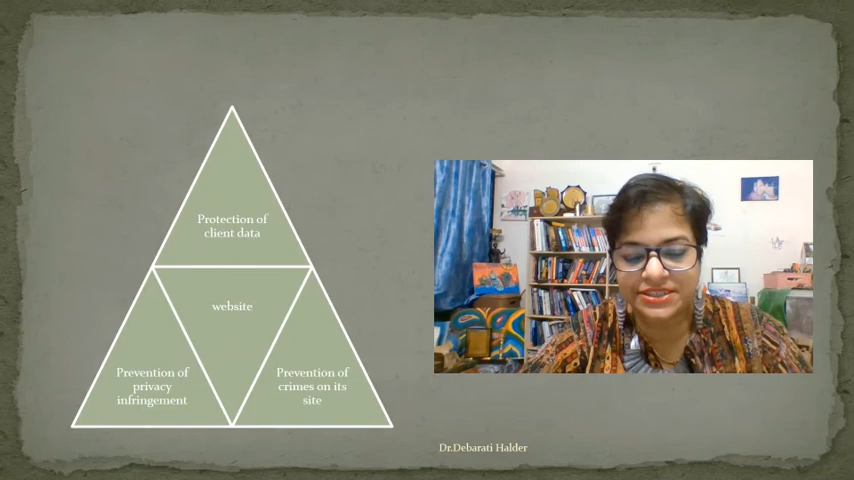 Protection of
client data
website
Prevention of
privacy
infringement
Prevention of
crimes on its
site
Dr.Debarati Halder